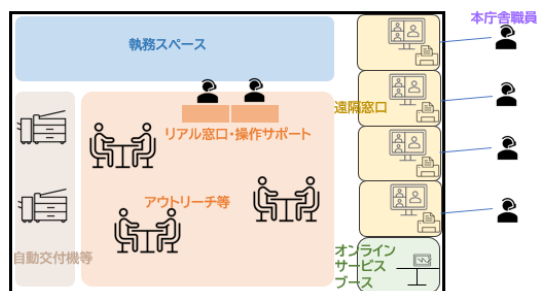 本庁舎職員
執務スペース
遠隔窓口
リアル窓口・操作サポート
アウトリーチ等
自動交付機等
オンライン
サービス
ブース